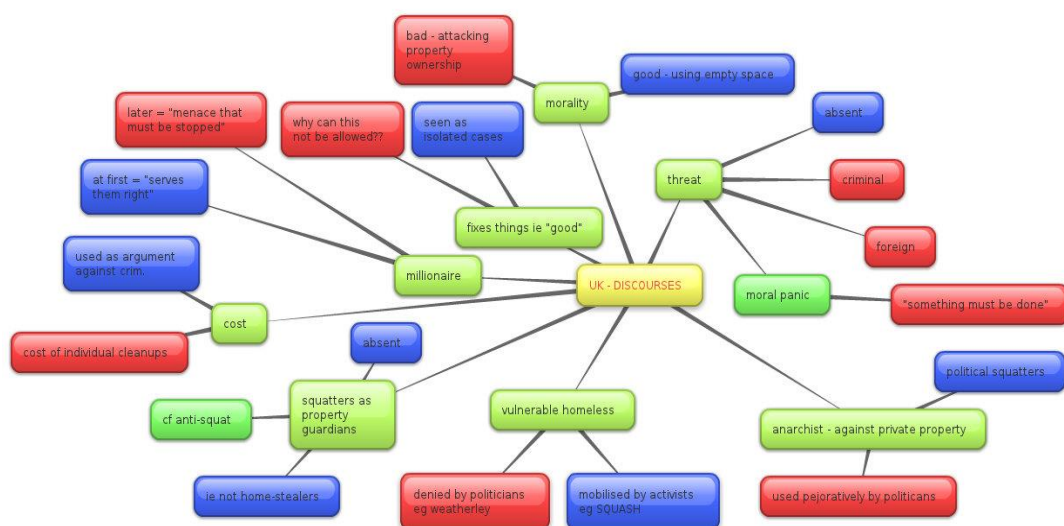 bad - attacking
property
ownership
good - using empty space
morality
later = "menace that
must be stopped"
why can this
not be allowed??
seen as
isolated cases
absent
threat
criminal
at first = "serves
them right"
fixes things ie "good"
foreign
used as argument
against crim.
millionaire
UK - DISCOURSES
moral panic
"something must be done"
cost
cost of individual cleanups
absent
political squatters
squatters as
property
guardians
cf anti-squat
vulnerable homeless
anarchist - against private property
ie not home-stealers
denied by politicians
eg weatherley
mobilised by activists
eg SQUASH
used pejoratively by politicans